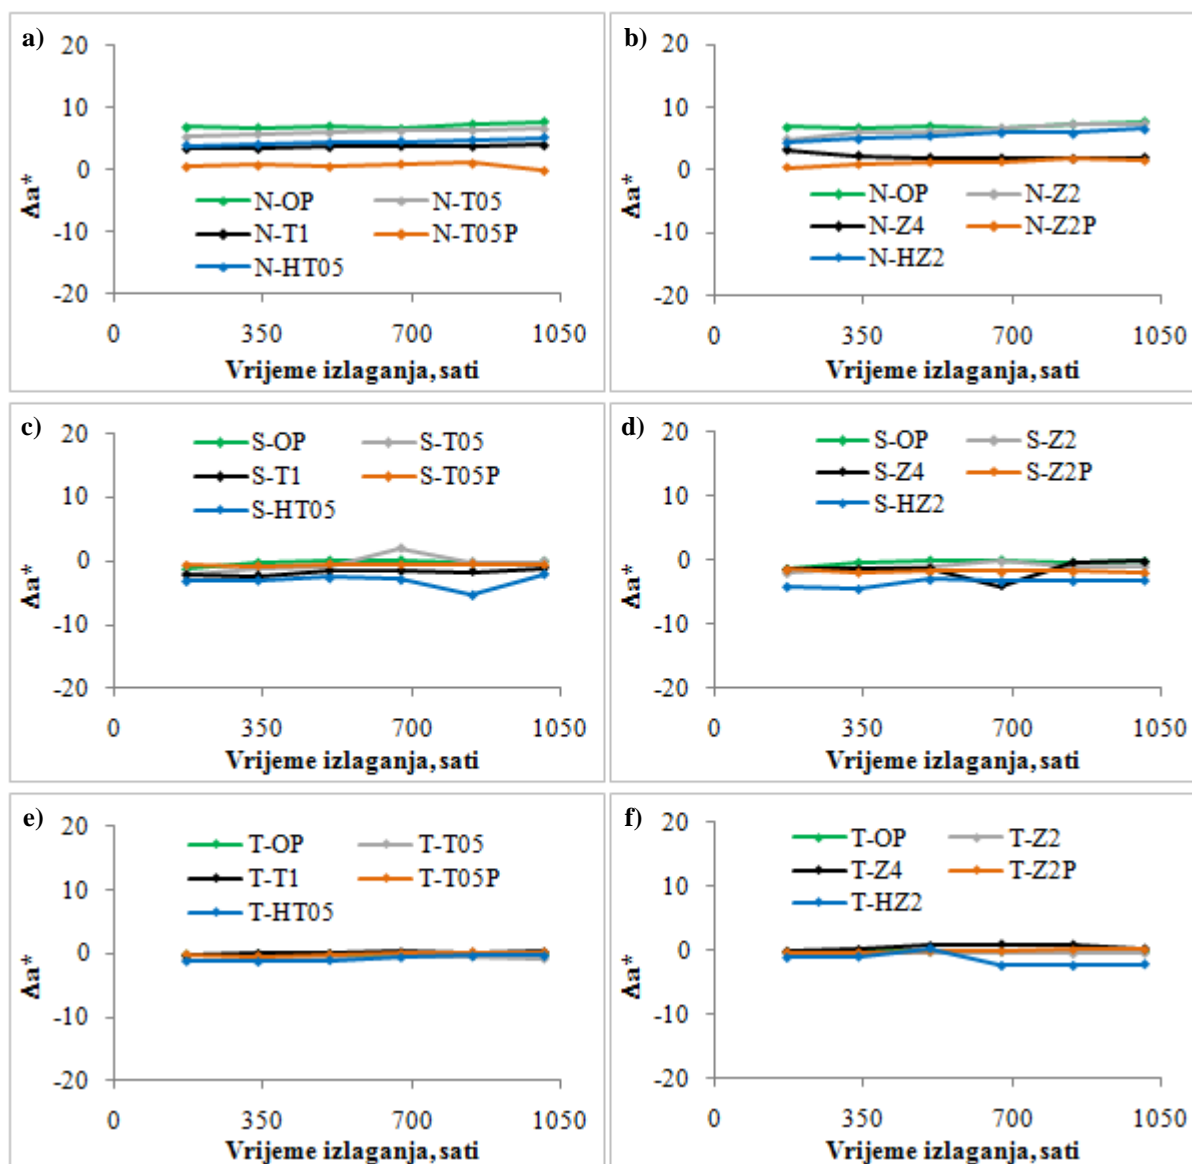 a)
20
10
0
-10
-20
Δa*
N-OP N-T05
N-T1 N-T05P
N-HT05
0 350 700 1050
Vrijeme izlaganja, sati
b)
20
10
0
-10
-20
Δa*
N-OP N-Z2
N-Z4 N-Z2P
N-HZ2
0 350 700 1050
Vrijeme izlaganja, sati
c)
20
10
0
-10
-20
Δa*
S-OP S-T05
S-T1 S-T05P
S-HT05
0 350 700 1050
Vrijeme izlaganja, sati
d)
20
10
0
-10
-20
Δa*
S-OP S-Z2
S-Z4 S-Z2P
S-HZ2
0 350 700 1050
Vrijeme izlaganja, sati
e)
20
10
0
-10
-20
Δa*
T-OP T-T05
T-T1 T-T05P
T-HT05
0 350 700 1050
Vrijeme izlaganja, sati
f)
20
10
0
-10
-20
Δa*
T-OP T-Z2
T-Z4 T-Z2P
T-HZ2
0 350 700 1050
Vrijeme izlaganja, sati